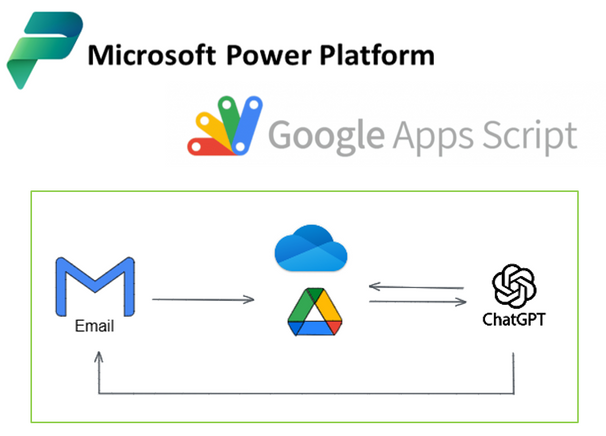 Microsoft Power Platform
Google Apps Script
Email
ChatGPT